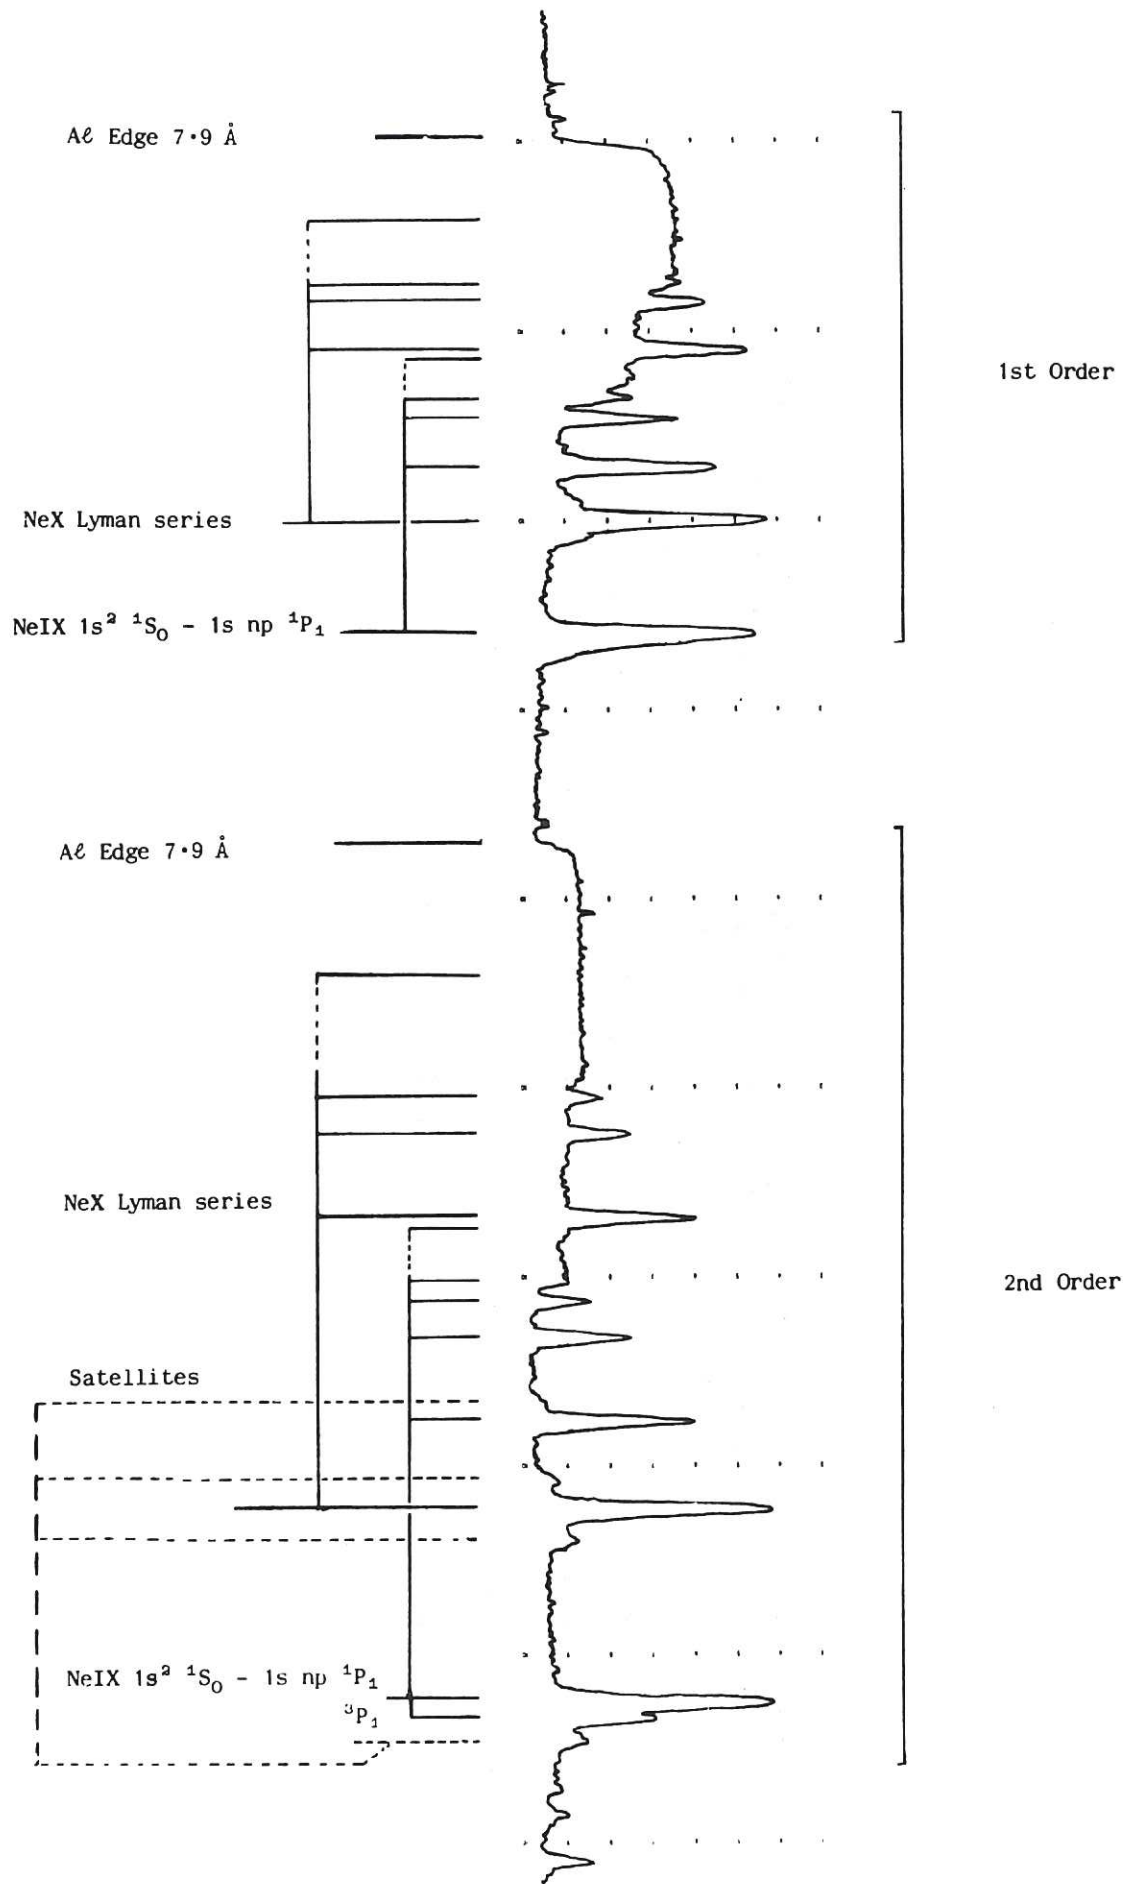 Aℓ Edge 7·9 Å
1st Order
NeX Lyman series
NeIX 1s² ¹S₀ - 1s np ¹P₁
Aℓ Edge 7·9 Å
NeX Lyman series
2nd Order
Satellites
NeIX 1s² ¹S₀ - 1s np ¹P₁
³P₁